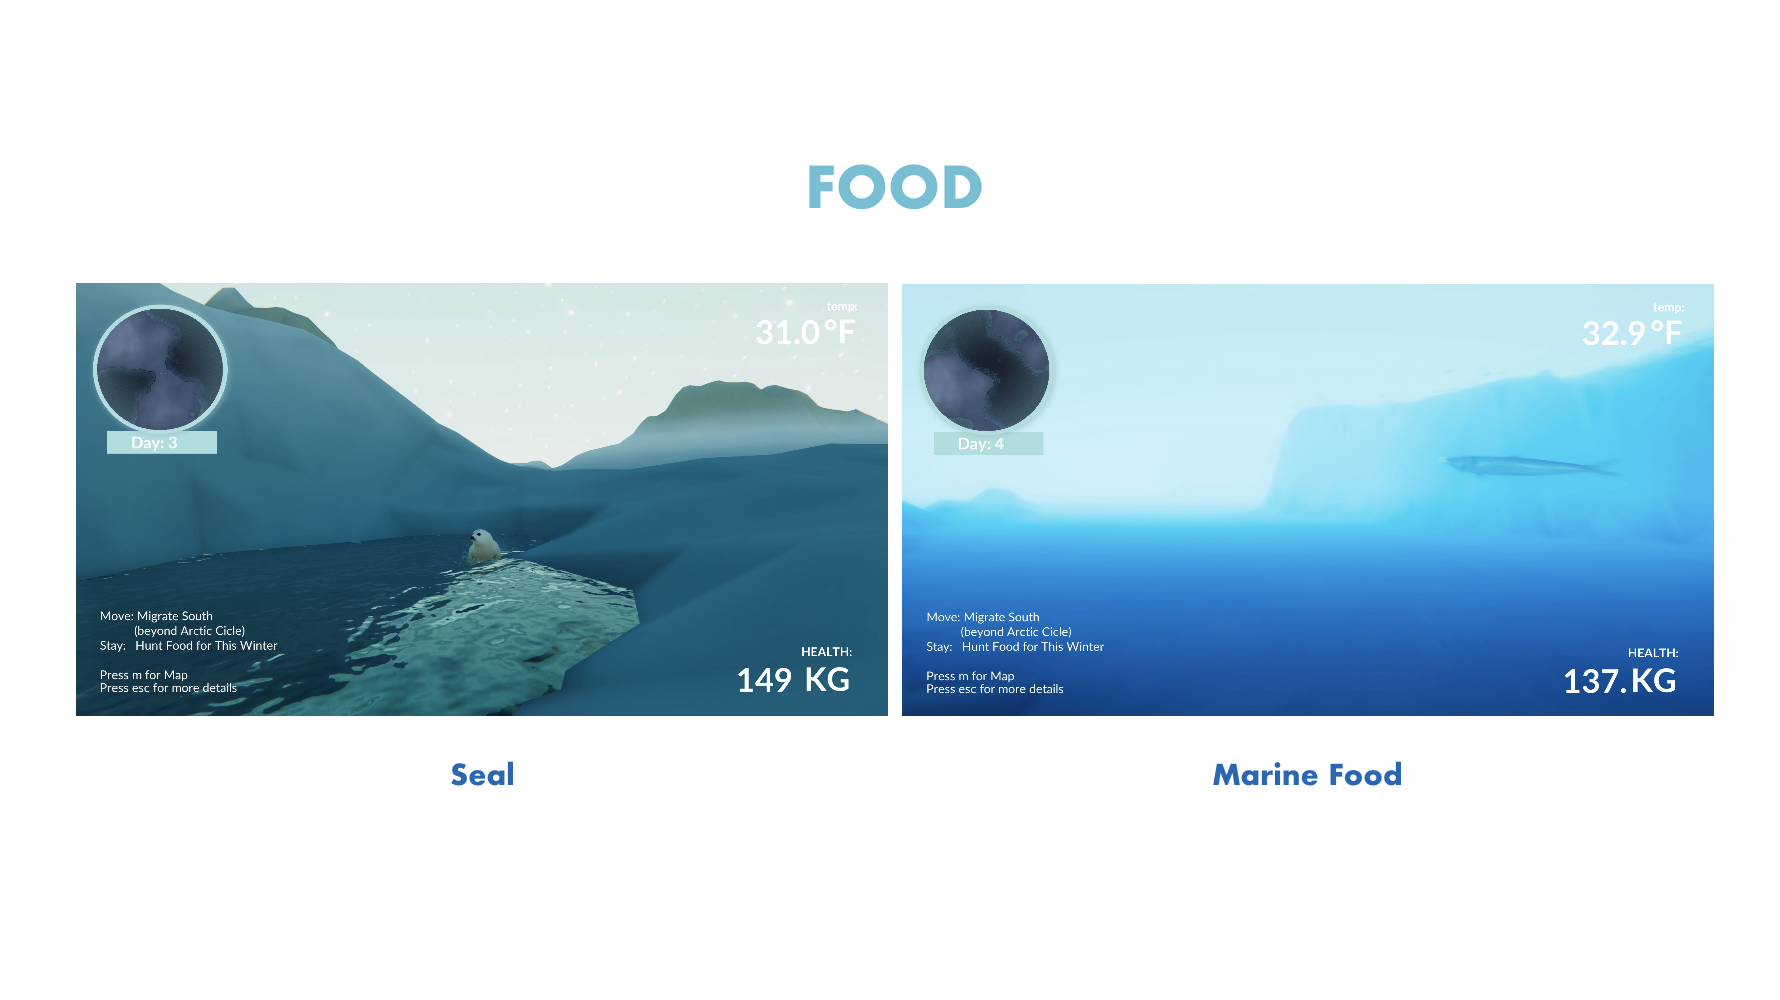 FOOD
temp:
31.0 °F
Day: 3
Move: Migrate South
(beyond Arctic Cicle)
Stay: Hunt Food for This Winter
Press m for Map
Press esc for more details
HEALTH:
149 KG
Seal
temp:
32.9 °F
Day: 4
Move: Migrate South
(beyond Arctic Cicle)
Stay: Hunt Food for This Winter
Press m for Map
Press esc for more details
HEALTH:
137. KG
Marine Food